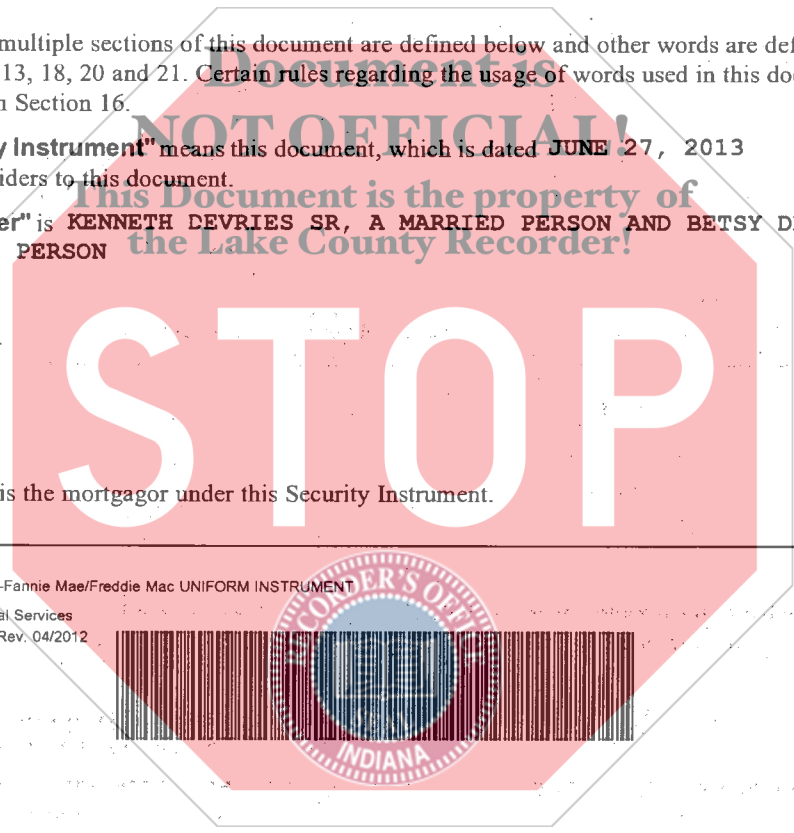 multiple sections of this document are defined below and other words are def
Document is
13, 18, 20 and 21. Certain rules regarding the usage of words used in this doc
n Section 16.
NOT OFFICIAL!
y Instrument" means this document, which is dated JUNE 27, 2013
iders to this document.
This Document is the property of
er" is KENNETH DEVRIES SR, A MARRIED PERSON AND BETSY D
the Lake County Recorder!
PERSON
STOP
is the mortgagor under this Security Instrument.
-Fannie Mae/Freddie Mac UNIFORM INSTRUMENT
al Services
Rev. 04/2012
RECORDER'S OFFICE
SEAL
INDIANA